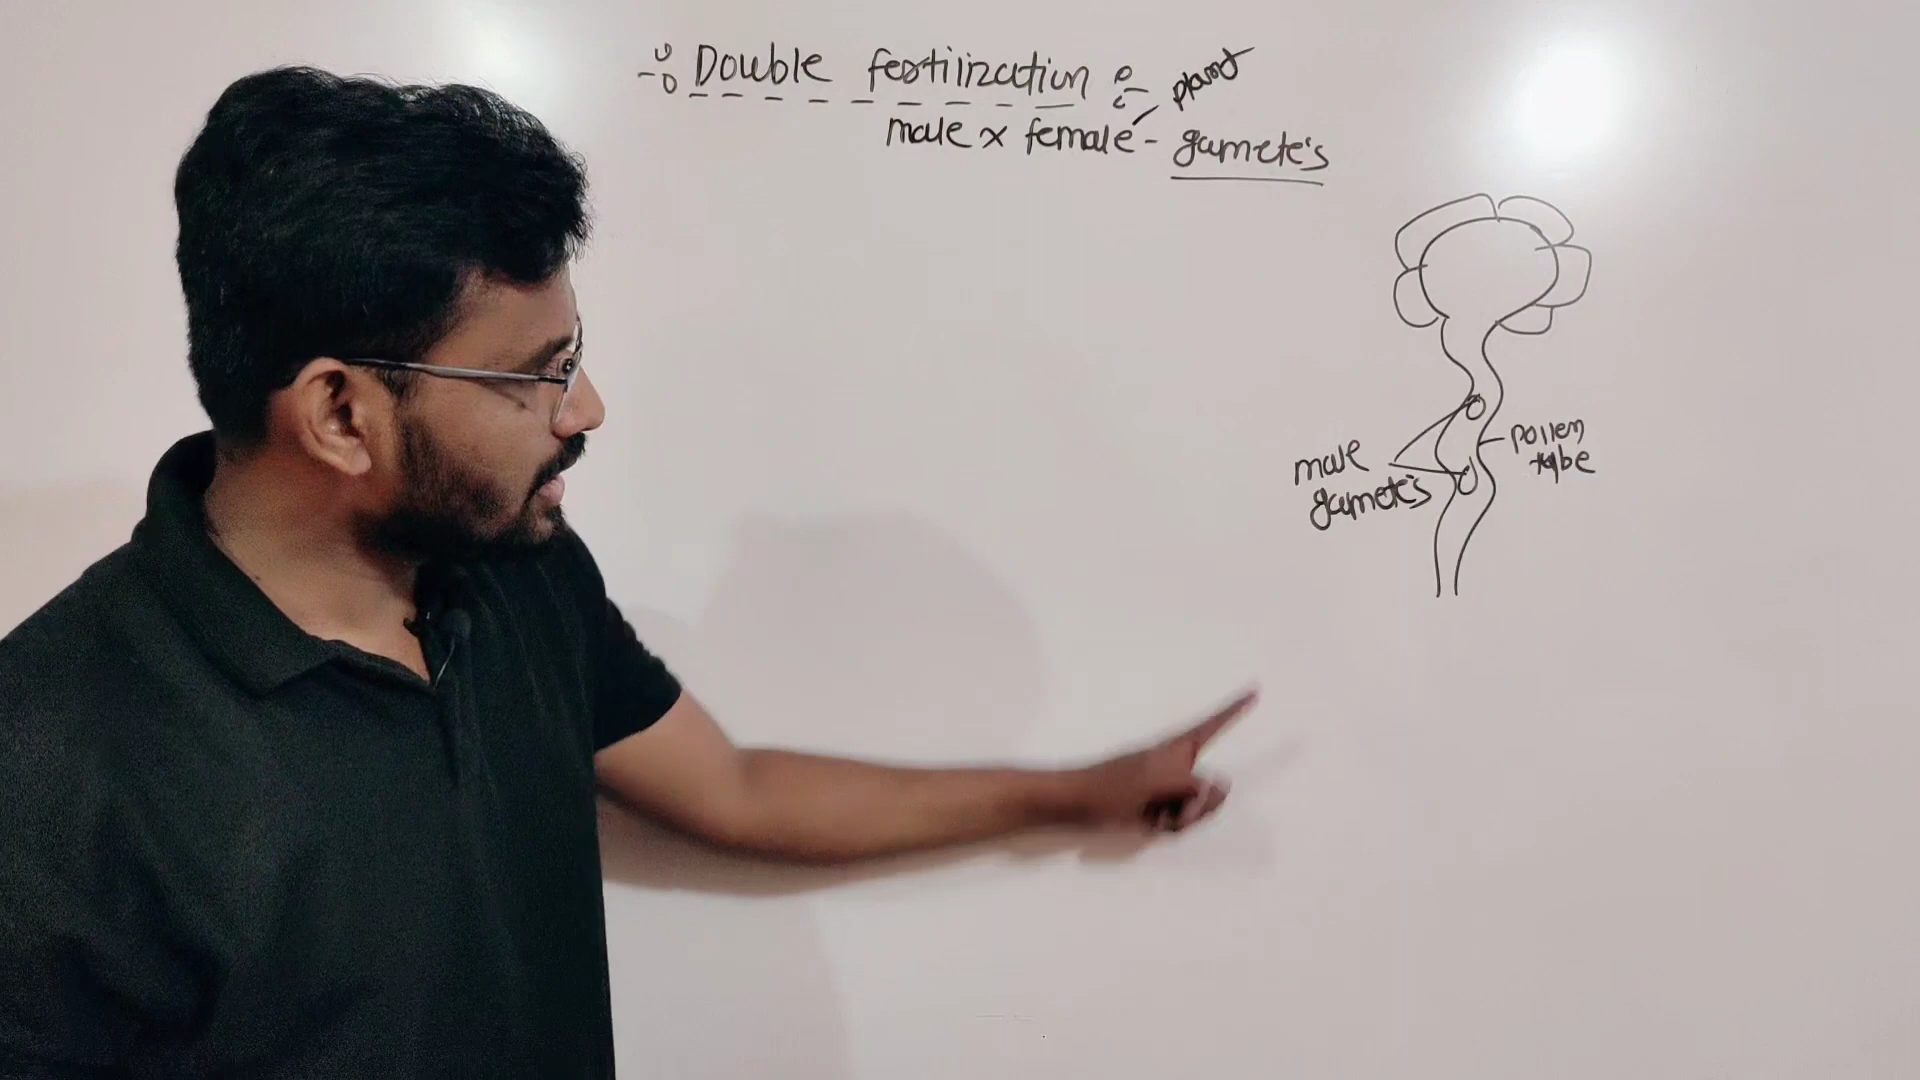 Double fertilization
plant
male x female - gamete's
male
gamete's
pollen
tube